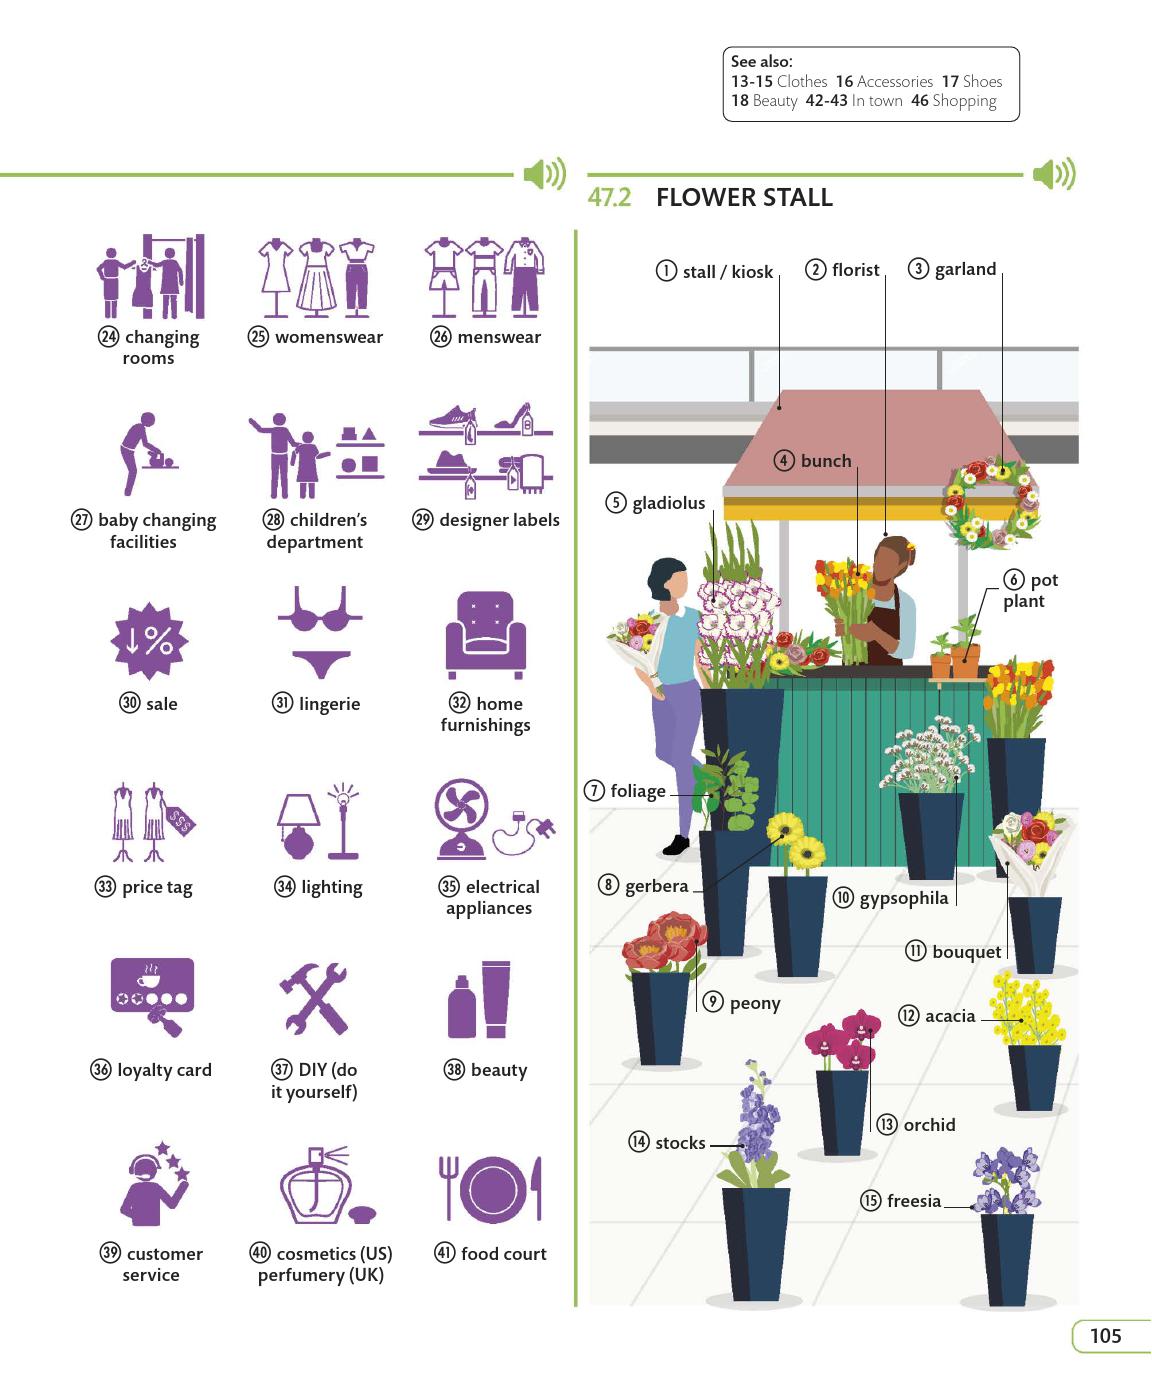 See also:
13-15 Clothes 16 Accessories 17 Shoes
18 Beauty 42-43 In town 46 Shopping
24 changing
rooms
25 womenswear
26 menswear
27 baby changing
facilities
28 children's
department
29 designer labels
30 sale
31 lingerie
32 home
furnishings
$$$
33 price tag
34 lighting
35 electrical
appliances
36 loyalty card
37 DIY (do
it yourself)
38 beauty
39 customer
service
40 cosmetics (US)
perfumery (UK)
41 food court
47.2 FLOWER STALL
1 stall / kiosk
2 florist
3 garland
4 bunch
5 gladiolus
6 pot
plant
7 foliage
8 gerbera
10 gypsophila
11 bouquet
9 peony
12 acacia
13 orchid
14 stocks
15 freesia
105